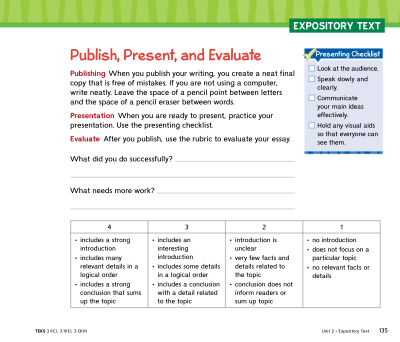 EXPOSITORY TEXT
Publish, Present, and Evaluate
Publishing When you publish your writing, you create a neat final
copy that is free of mistakes. If you are not using a computer,
write neatly. Leave the space of a pencil point between letters
and the space of a pencil eraser between words.
Presentation When you are ready to present, practice your
presentation. Use the presenting checklist.
Evaluate After you publish, use the rubric to evaluate your essay.
What did you do successfully?
What needs more work?
Presenting Checklist
Look at the audience.
Speak slowly and
clearly.
Communicate
your main ideas
effectively.
Hold any visual aids
so that everyone can
see them.
4
• includes a strong
introduction
• includes many
relevant details in a
logical order
• includes a strong
conclusion that sums
up the topic
3
• includes an
interesting
introduction
• includes some details
in a logical order
• includes a conclusion
with a detail related
to the topic
2
• introduction is
unclear
• very few facts and
details related to
the topic
• conclusion does not
inform readers or
sum up topic
1
• no introduction
• does not focus on a
particular topic
• no relevant facts or
details
Unit 2 • Expository Text 135